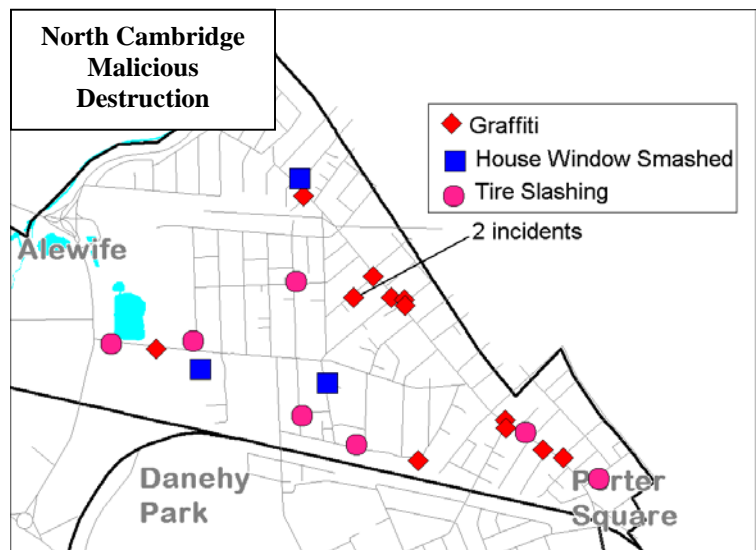 North Cambridge
Malicious
Destruction
Graffiti
House Window Smashed
Tire Slashing
2 incidents
Alewife
Danehy
Park
Porter
Square